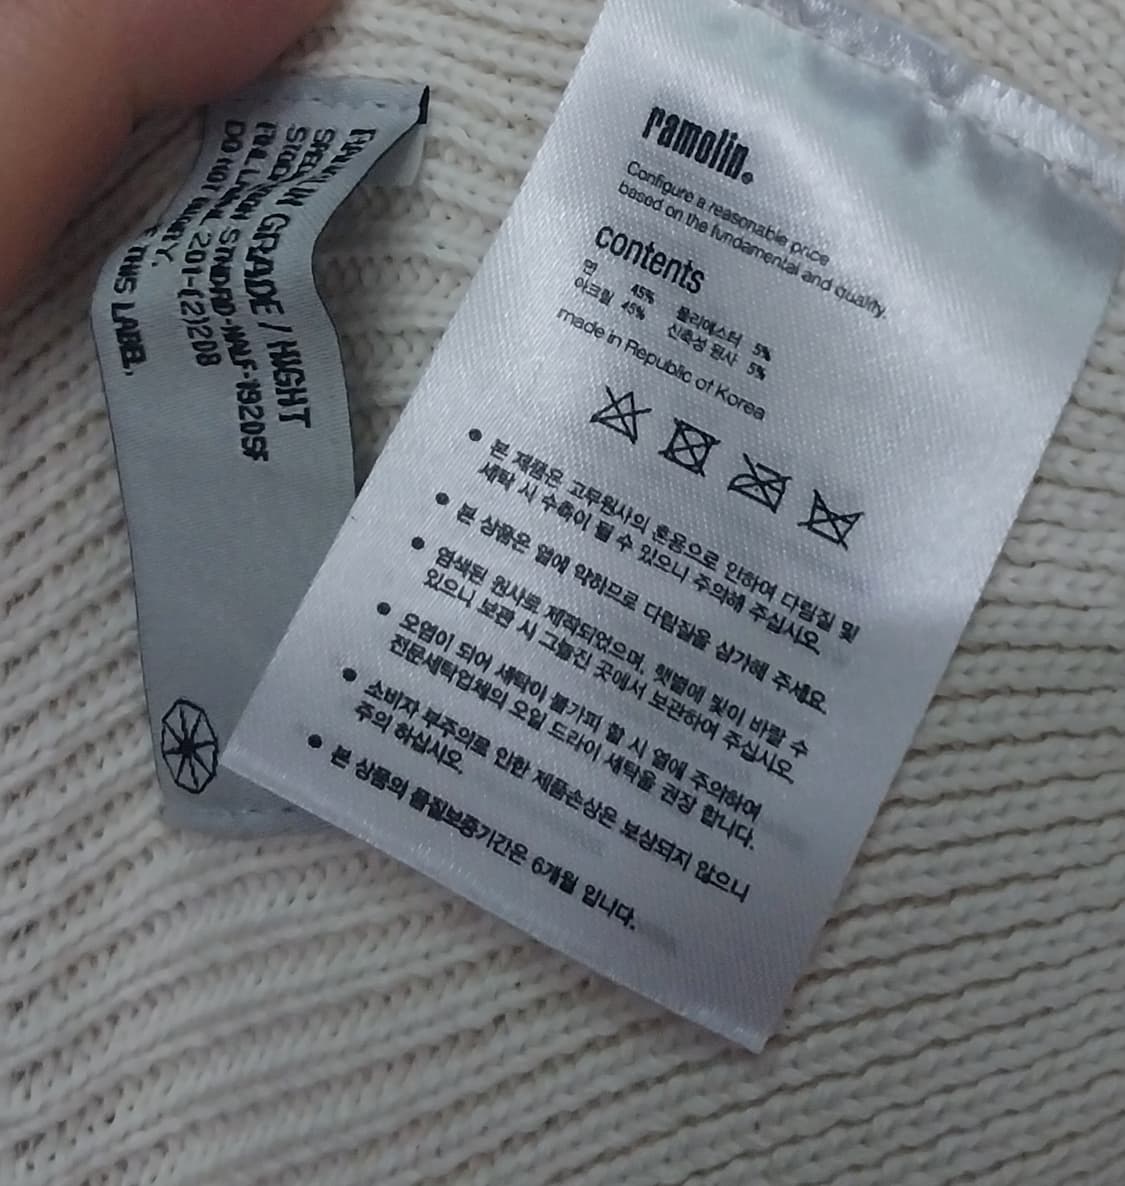 GRADE / HWGHT
STNDRD-WNLF-1920SF
201-(2)208
DO NOT
THIS LABEL.
ramolin.
Configure a reasonable price
based on the fundamental and quality.
contents
면 45% 폴리에스터 5%
아크릴 45% 신축성 원사 5%
made in Republic of Korea
본 제품은 고무원사의 혼용으로 인하여 다림질 및
세탁 시 수축이 될 수 있으니 주의해 주십시오.
본 상품은 열에 약하므로 다림질을 삼가해 주세요.
염색된 원사로 제작되었으며, 햇볕에 빛이 바랄 수
있으니 보관 시 그늘진 곳에서 보관하여 주십시오.
오염이 되어 세탁이 불가피 할 시 열에 주의하여
전문세탁업체의 오일 드라이 세탁을 권장 합니다.
소비자 부주의로 인한 제품손상은 보상되지 않으니
주의 하십시오.
본 상품의 품질보증기간은 6개월 입니다.